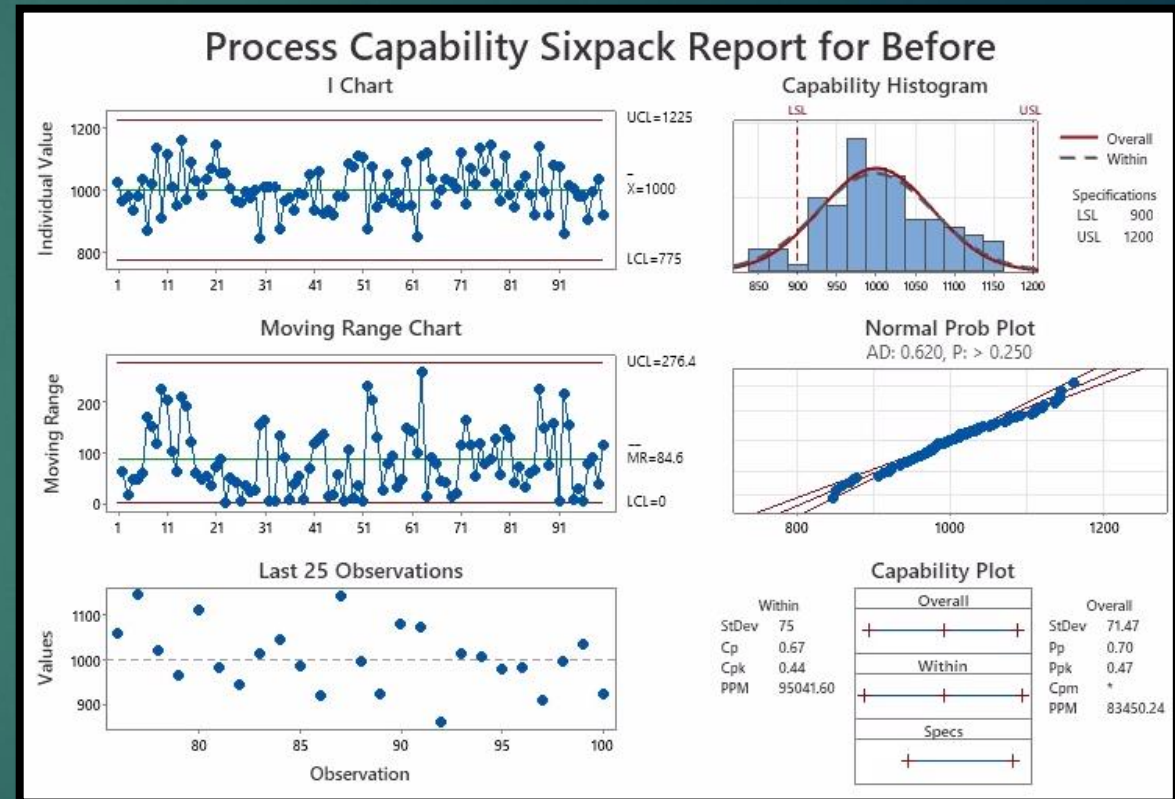 Process Capability Sixpack Report for Before
I Chart
Individual Value
1200
1000
800
UCL=1225
X̄=1000
LCL=775
1 11 21 31 41 51 61 71 81 91
Moving Range Chart
Moving Range
200
100
0
UCL=276.4
M̄R̄=84.6
LCL=0
1 11 21 31 41 51 61 71 81 91
Last 25 Observations
Values
1100
1000
900
80 85 90 95 100
Observation
Capability Histogram
LSL USL
850 900 950 1000 1050 1100 1150 1200
Overall
Within
Specifications
LSL 900
USL 1200
Normal Prob Plot
AD: 0.620, P: > 0.250
800 1000 1200
Capability Plot
Within
StDev 75
Cp 0.67
Cpk 0.44
PPM 95041.60
Overall
Within
Specs
Overall
StDev 71.47
Pp 0.70
Ppk 0.47
Cpm *
PPM 83450.24